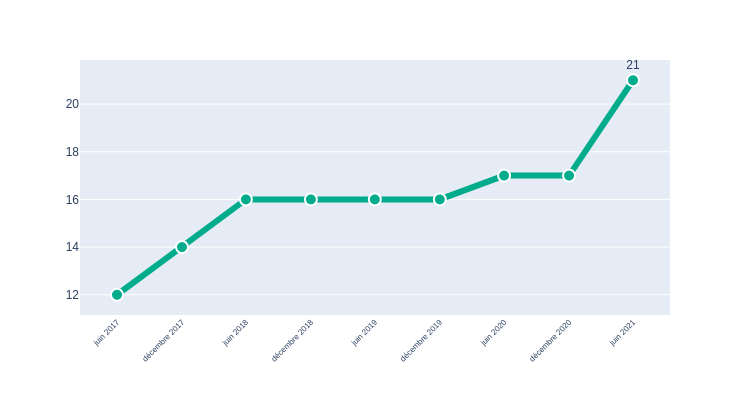 21
20
18
16
14
12
juin 2017
décembre 2017
juin 2018
décembre 2018
juin 2019
décembre 2019
juin 2020
décembre 2020
juin 2021